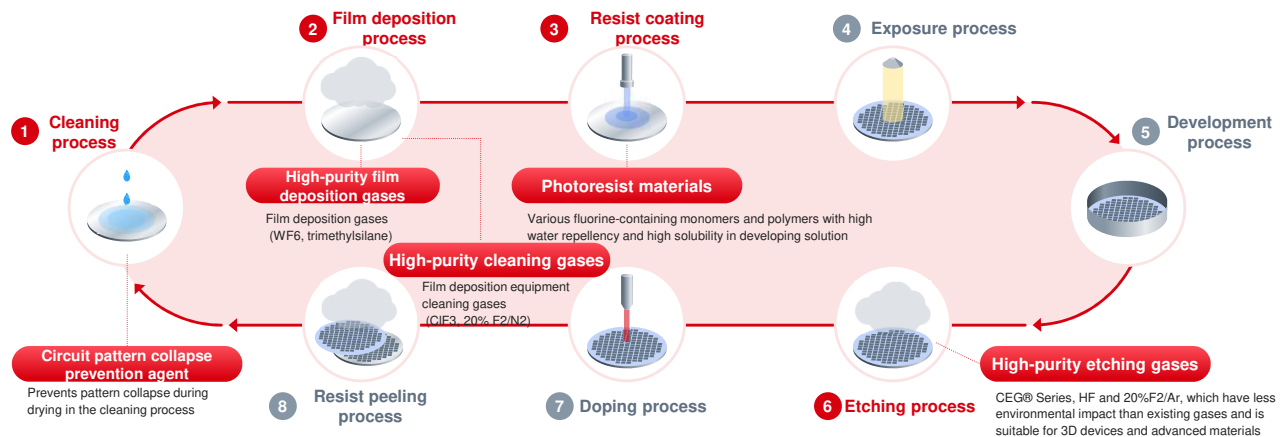 1
Cleaning
process
2
Film deposition
process
3
Resist coating
process
4
Exposure process
5
Development
process
High-purity film
deposition gases
Film deposition gases
(WF6, trimethylsilane)
Photoresist materials
Various fluorine-containing monomers and polymers with high
water repellency and high solubility in developing solution
High-purity cleaning gases
Film deposition equipment
cleaning gases
(ClF3, 20% F2/N2)
Circuit pattern collapse
prevention agent
Prevents pattern collapse during
drying in the cleaning process
8
Resist peeling
process
7
Doping process
6
Etching process
High-purity etching gases
CEG® Series, HF and 20%F2/Ar, which have less
environmental impact than existing gases and is
suitable for 3D devices and advanced materials